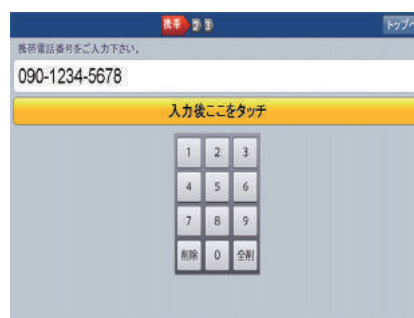 携帯 2 3 トップへ
携帯電話番号をご入力下さい。
090-1234-5678
入力後ここをタッチ
1 2 3
4 5 6
7 8 9
削除 0 全削